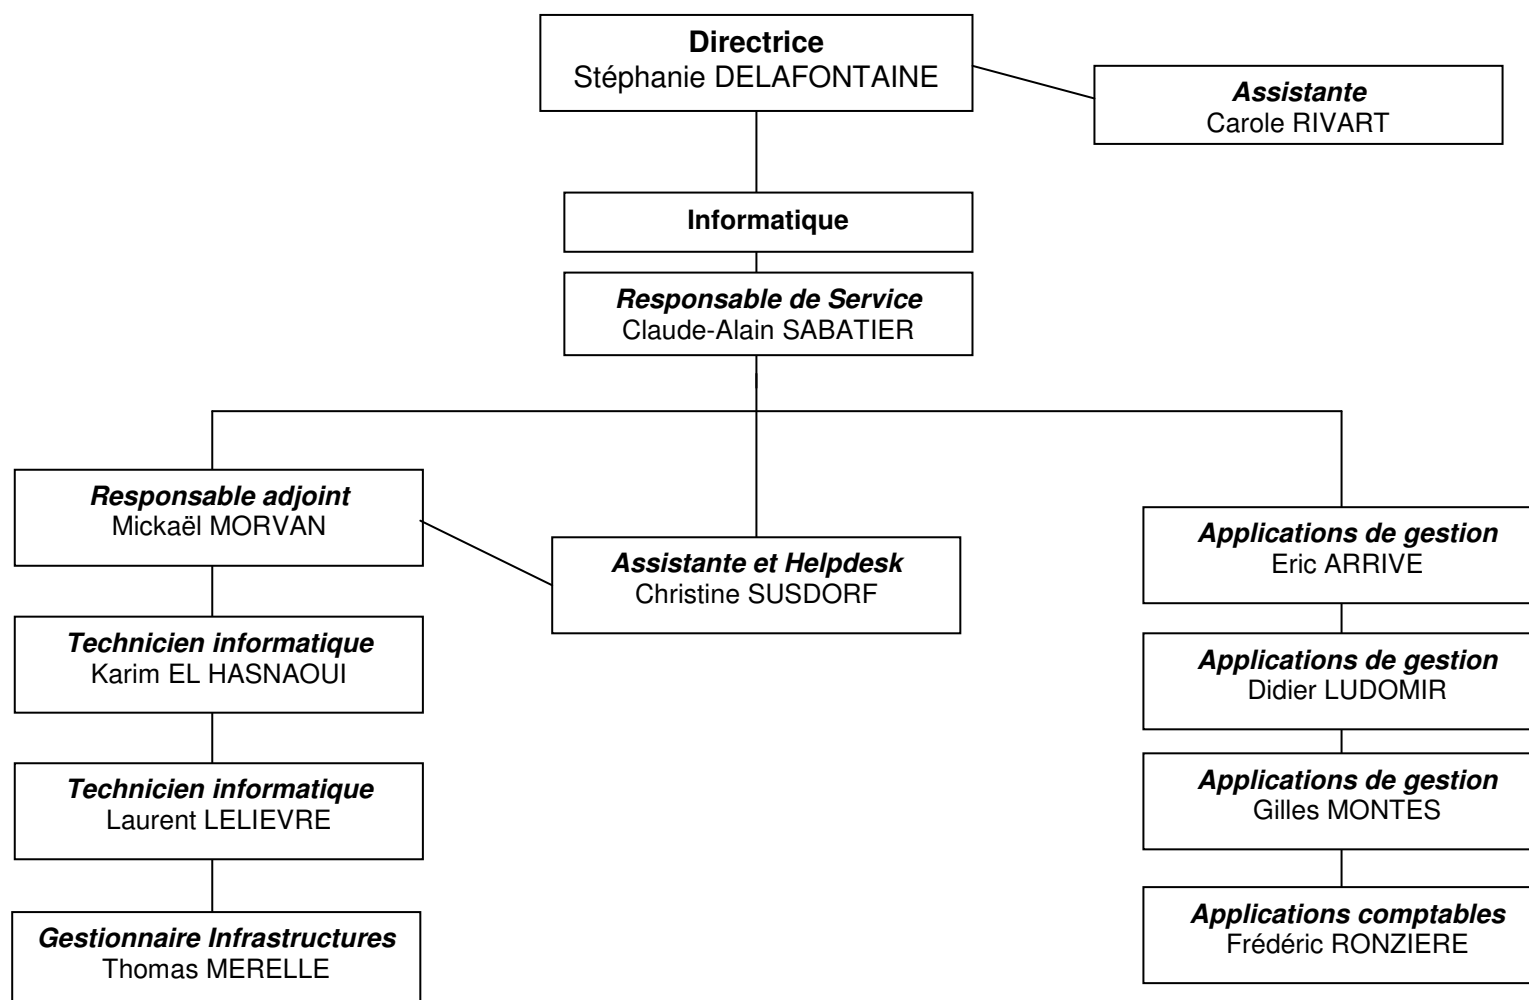 Directrice
Stéphanie DELAFONTAINE
Assistante
Carole RIVART
Informatique
Responsable de Service
Claude-Alain SABATIER
Responsable adjoint
Mickaël MORVAN
Assistante et Helpdesk
Christine SUSDORF
Applications de gestion
Eric ARRIVE
Technicien informatique
Karim EL HASNAOUI
Applications de gestion
Didier LUDOMIR
Technicien informatique
Laurent LELIEVRE
Applications de gestion
Gilles MONTES
Gestionnaire Infrastructures
Thomas MERELLE
Applications comptables
Frédéric RONZIERE